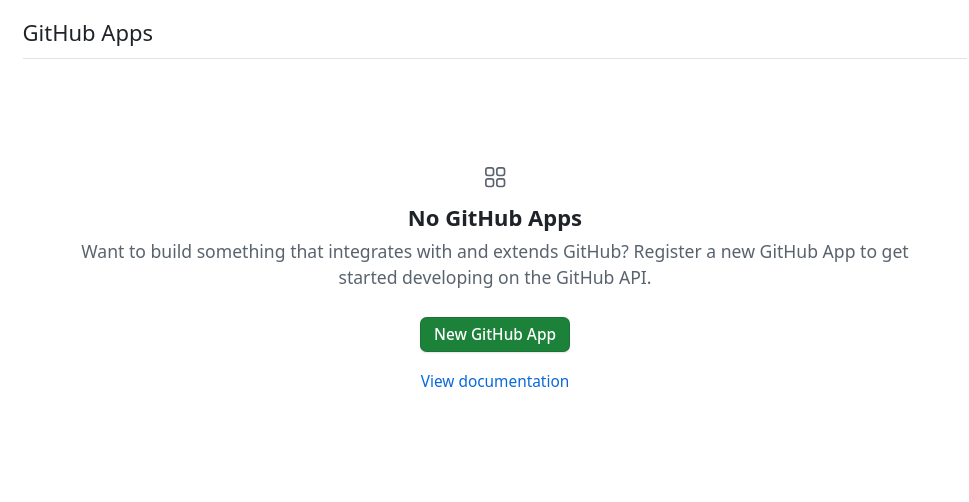 GitHub Apps
No GitHub Apps
Want to build something that integrates with and extends GitHub? Register a new GitHub App to get
started developing on the GitHub API.
New GitHub App
View documentation